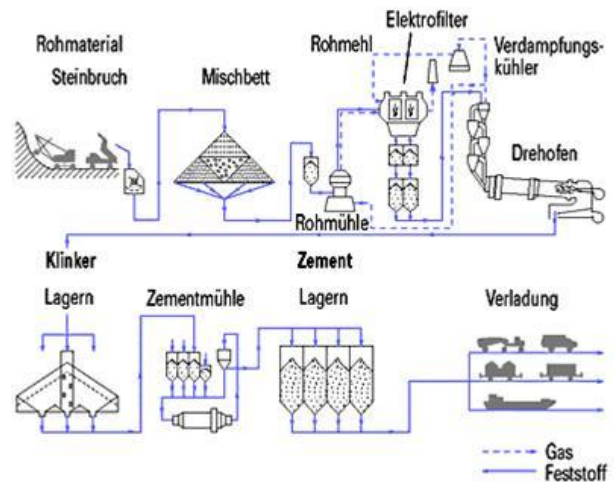 Elektrofilter
Rohmaterial
Rohmehl
Verdampfungs-
kühler
Steinbruch
Mischbett
Drehofen
Rohmühle
Klinker
Zement
Lagern
Zementmühle
Lagern
Verladung
Gas
Feststoff